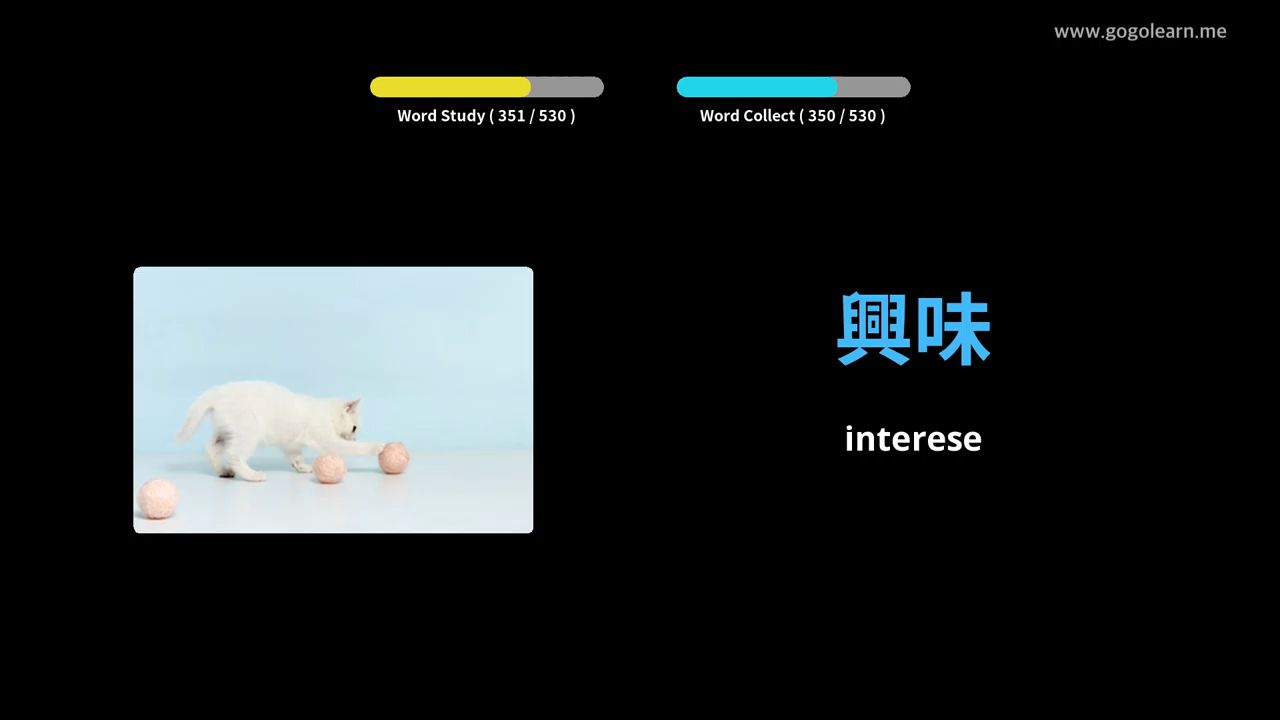 www.gogolearn.me
Word Study ( 351 / 530 )
Word Collect ( 350 / 530 )
興味
interese